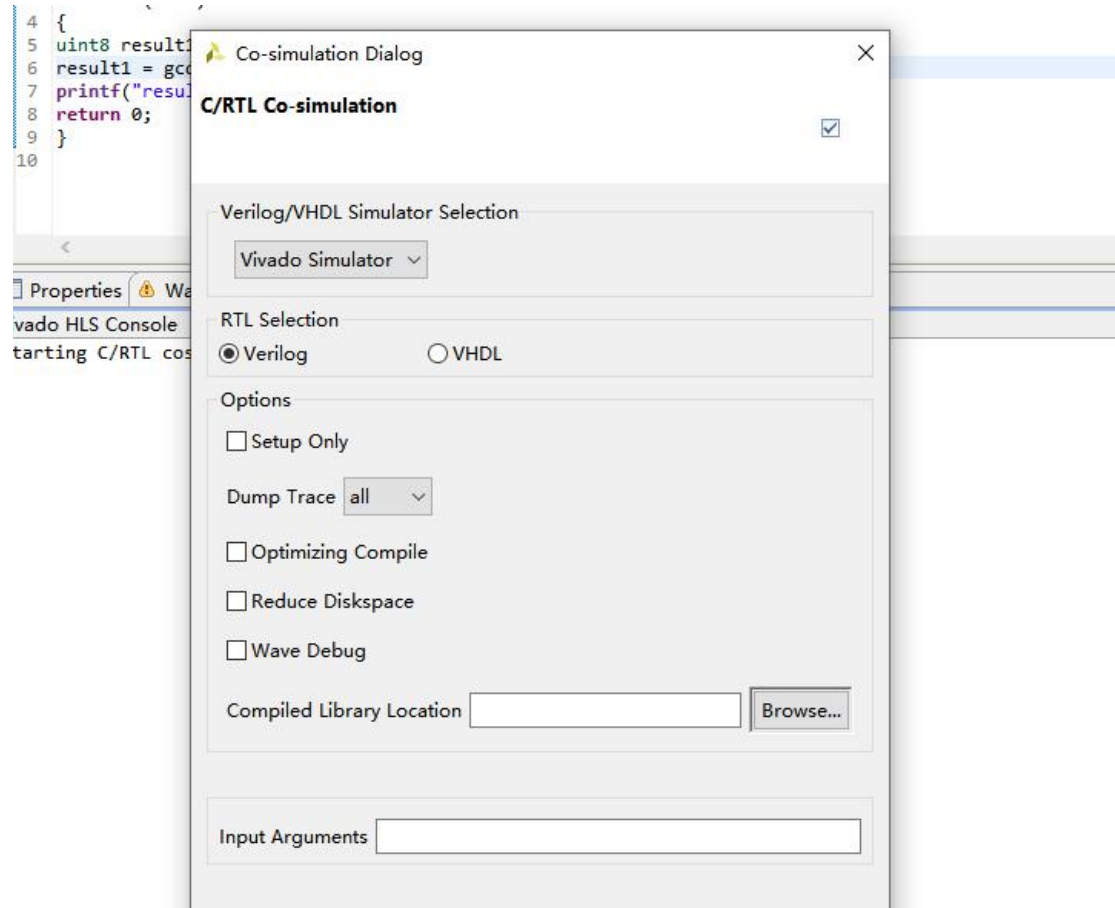 4 {
5 uint8 result1
6 result1 = gcd
7 printf("resul
8 return 0;
9 }
10
Co-simulation Dialog
C/RTL Co-simulation
Verilog/VHDL Simulator Selection
Vivado Simulator
Properties Wa
RTL Selection
vado HLS Console
Verilog VHDL
tarting C/RTL cos
Options
Setup Only
Dump Trace all
Optimizing Compile
Reduce Diskspace
Wave Debug
Compiled Library Location Browse...
Input Arguments